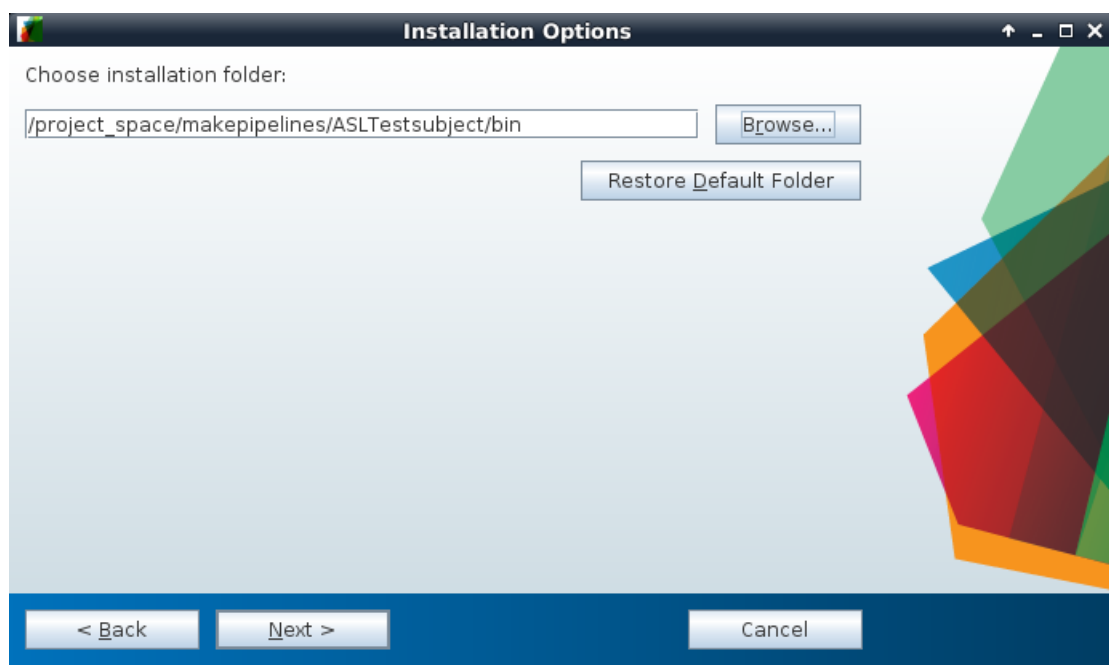 Installation Options
Choose installation folder:
/project_space/makepipelines/ASLTestsubject/bin
Browse...
Restore Default Folder
< Back
Next >
Cancel